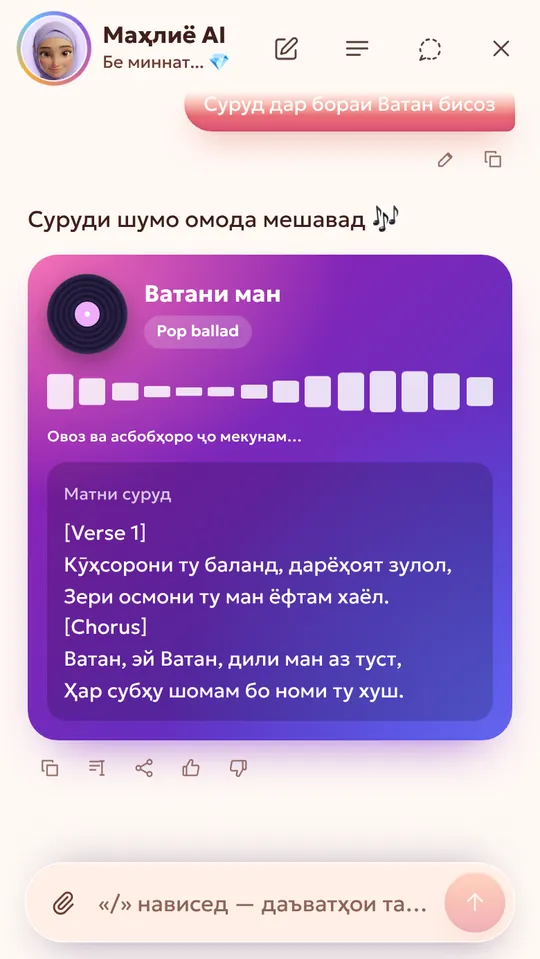 Маҳлиё AI
Бе миннат... 💎
Суруд дар бораи Ватан бисоз
Суруди шумо омода мешавад 🎶
Ватани ман
Pop ballad
Овоз ва асбобҳоро ҷо мекунам...
Матни суруд
[Verse 1]
Кӯҳсорони ту баланд, дарёҳоят зулол,
Зери осмони ту ман ёфтам хаёл.
[Chorus]
Ватан, эй Ватан, дили ман аз туст,
Ҳар субҳу шомам бо номи ту хуш.
«/» нависед — даъватҳои та...